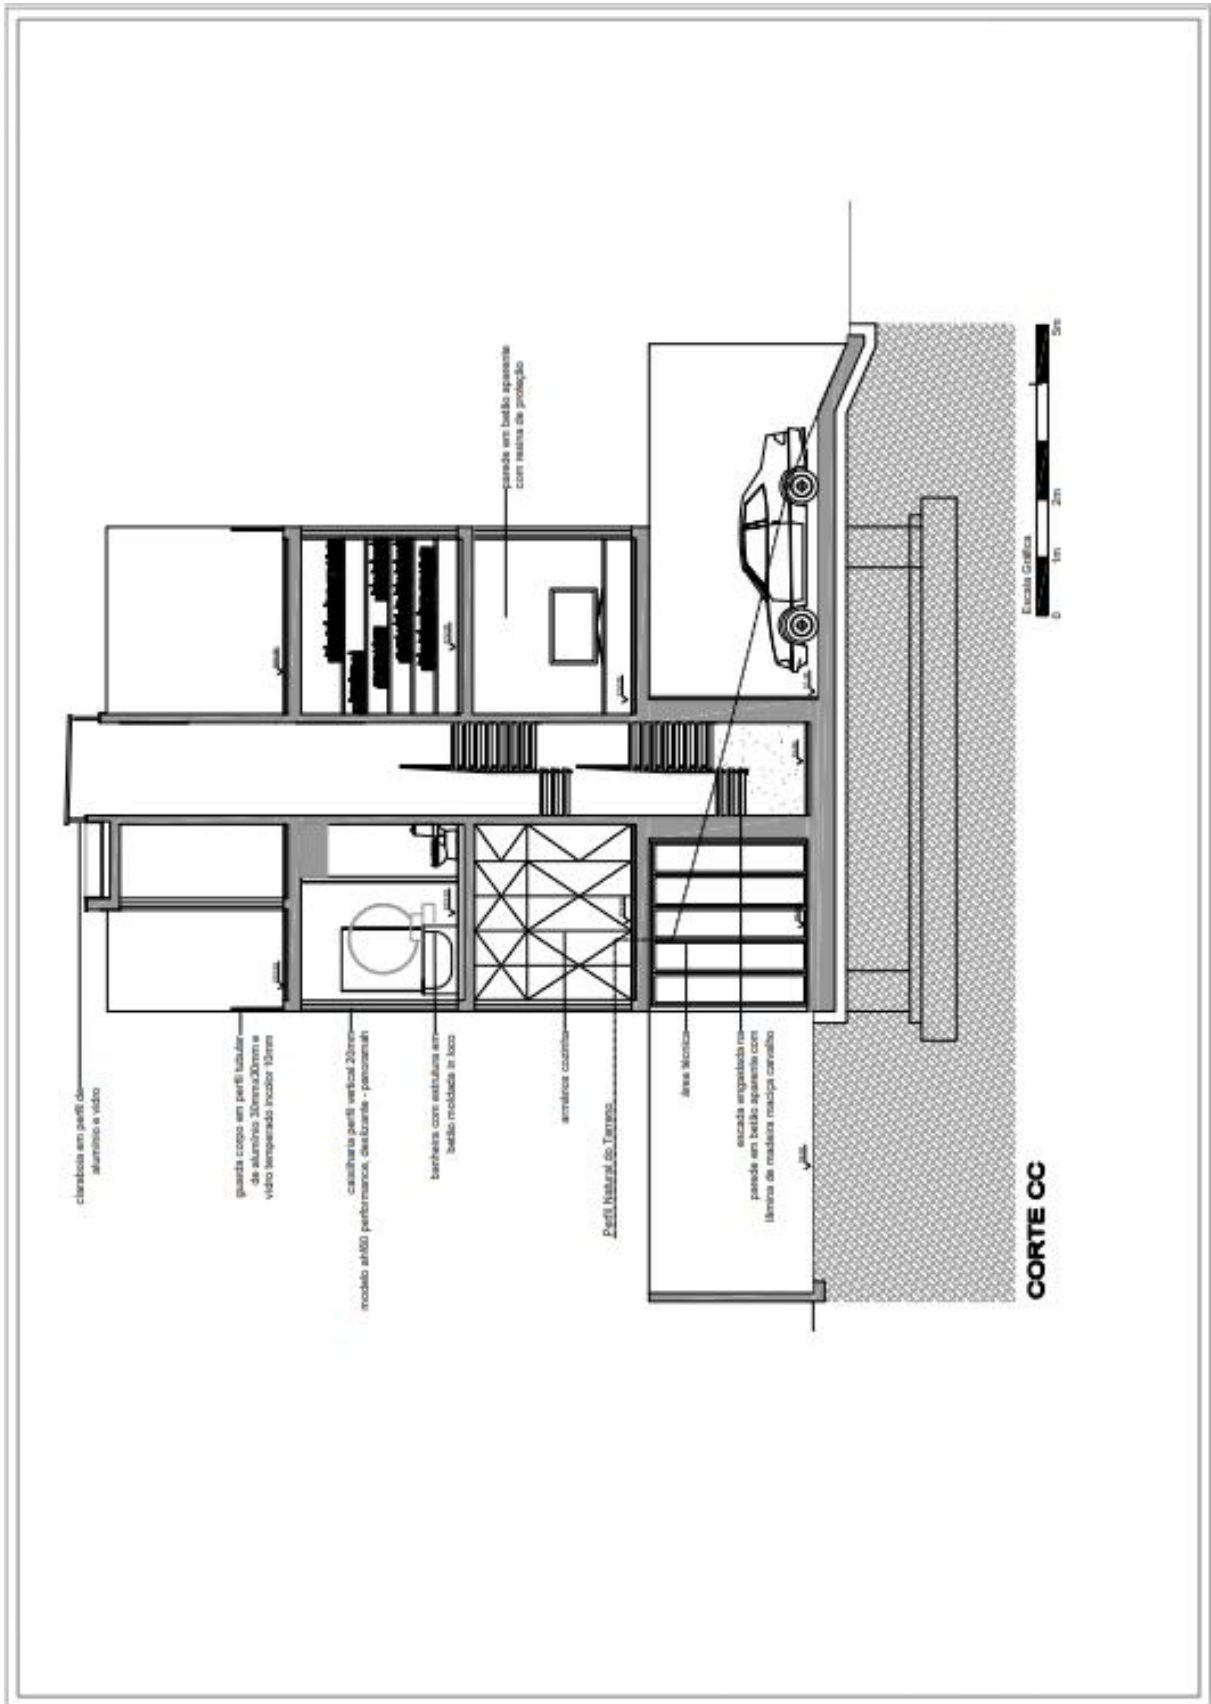 claraboia em perfil de
alumínio e vidro
guarda corpo em perfil tubular
de alumínio 30mmx30mm e
vidro temperado incolor 10mm
caixilharia perfil vertical 20mm
modelo ah!60 performance, deslizante - panoramah
banheira com estrutura em
betão moldada in loco
armários cozinha
Perfil Natural do Terreno
área técnica
escada engastada na
parede em betão aparente com
lâmina de madeira maciça carvalho
parede em betão aparente
com resina de proteção
CORTE CC
Escala Gráfica
0 1m 2m 5m